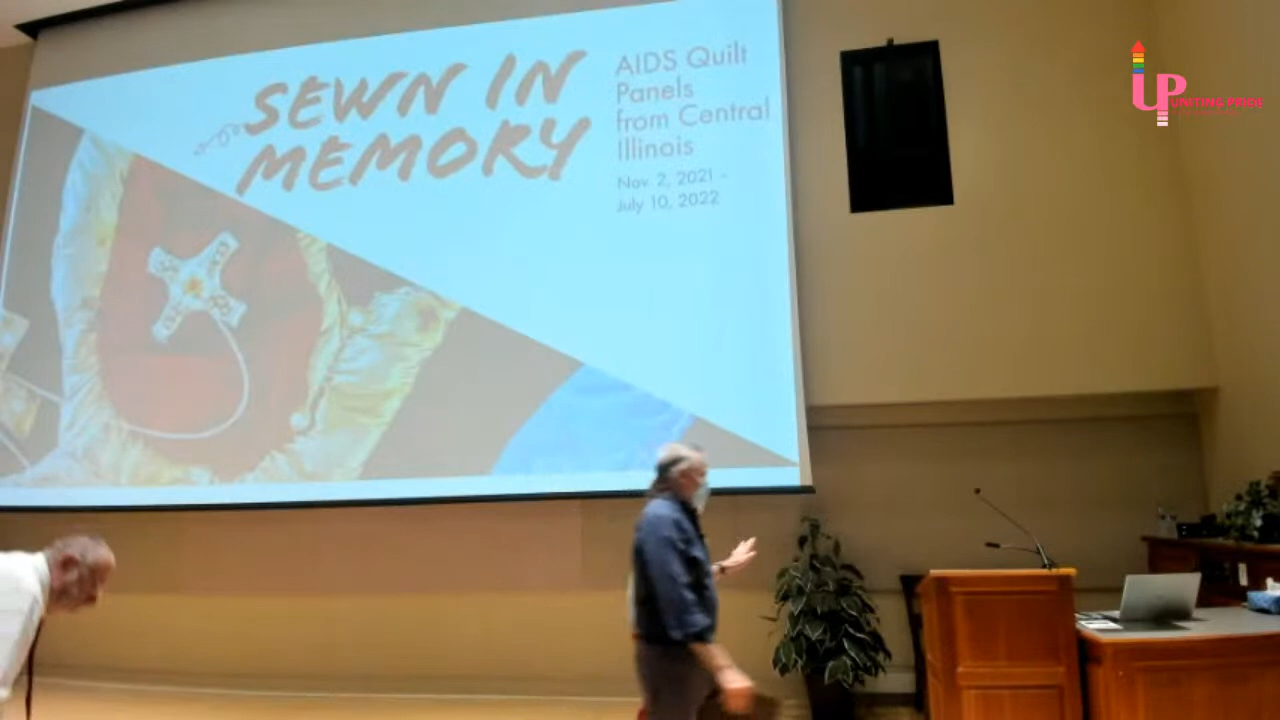 SEWN IN
MEMORY
AIDS Quilt
Panels
from Central
Illinois
Nov. 2, 2021 -
July 10, 2022
UP
UNITING PRIDE